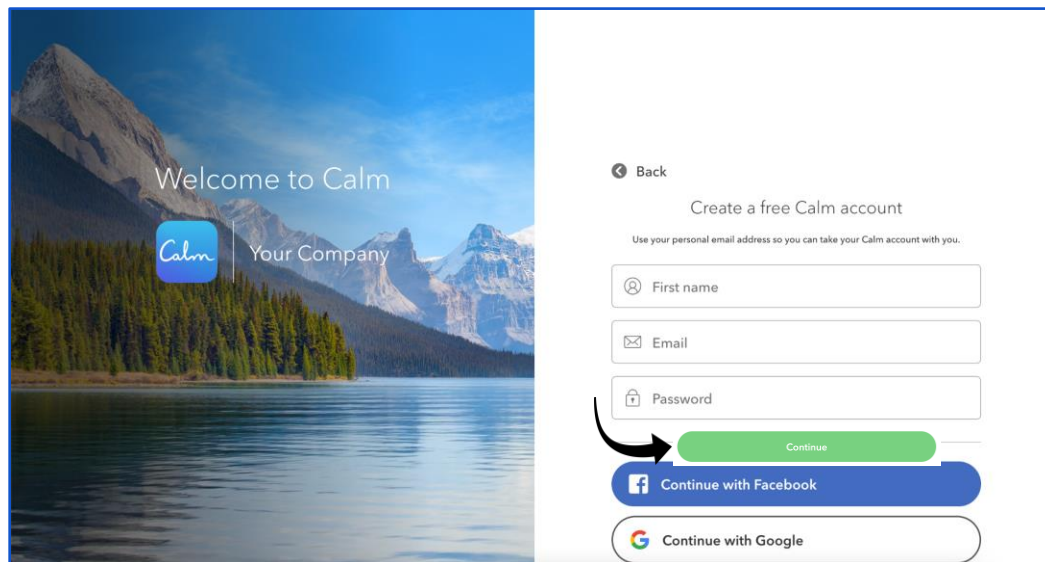 Welcome to Calm
Calm
Your Company
Back
Create a free Calm account
Use your personal email address so you can take your Calm account with you.
First name
Email
Password
Continue
Continue with Facebook
Continue with Google